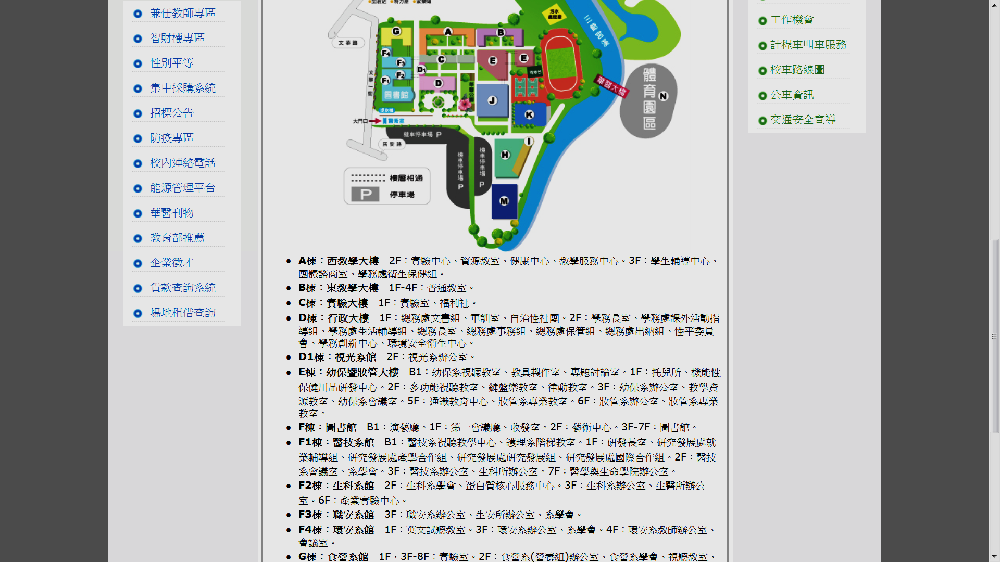 兼任教師專區
智財權專區
性別平等
集中採購系統
招標公告
防疫專區
校內連絡電話
能源管理平台
華醫刊物
教育部推薦
企業徵才
貨款查詢系統
場地租借查詢
污水
處理廠
三爺宮溪
文華路
G
A
B
F4
F3
C
E
E
D1
司令台
F2
F1
D
文華一街
圖書館
華醫大橋
體育園區 N
J
K
大門口
警衛室
機車停車場 P
民安路
I
H
機車停車場 P
機車停車場 P
M
樓層相通
P 停車場
A棟：西教學大樓 2F：實驗中心、資源教室、健康中心、教學服務中心。3F：學生輔導中心、
團體諮商室、學務處衛生保健組。
B棟：東教學大樓 1F-4F：普通教室。
C棟：實驗大樓 1F：實驗室、福利社。
D棟：行政大樓 1F：總務處文書組、軍訓室、自治性社團。2F：學務長室、學務處課外活動指
導組、學務處生活輔導組、總務長室、總務處事務組、總務處保管組、總務處出納組、性平委員
會、學務創新中心、環境安全衛生中心。
D1棟：視光系館 2F：視光系辦公室。
E棟：幼保暨妝管大樓 B1：幼保系視聽教室、教具製作室、專題討論室。1F：托兒所、機能性
保健用品研發中心。2F：多功能視聽教室、鍵盤樂教室、律動教室。3F：幼保系辦公室、教學資
源教室、幼保系會議室。5F：通識教育中心、妝管系專業教室。6F：妝管系辦公室、妝管系專業
教室。
F棟：圖書館 B1：演藝廳。1F：第一會議廳、收發室。2F：藝術中心。3F-7F：圖書館。
F1棟：醫技系館 B1：醫技系視聽教學中心、護理系階梯教室。1F：研發長室、研究發展處就
業輔導組、研究發展處產學合作組、研究發展處研究發展組、研究發展處國際合作組。2F：醫技
系會議室、系學會。3F：醫技系辦公室、生科所辦公室。7F：醫學與生命學院辦公室。
F2棟：生科系館 2F：生科系學會、蛋白質核心服務中心。3F：生科系辦公室、生醫所辦公
室。6F：產業實驗中心。
F3棟：職安系館 3F：職安系辦公室、生安所辦公室、系學會。
F4棟：環安系館 1F：英文試聽教室。3F：環安系辦公室、系學會。4F：環安系教師辦公室、
會議室。
G棟：食營系館 1F，3F-8F：實驗室。2F：食營系(營養組)辦公室、食營系學會、視聽教室、
工作機會
計程車叫車服務
校車路線圖
公車資訊
交通安全宣導